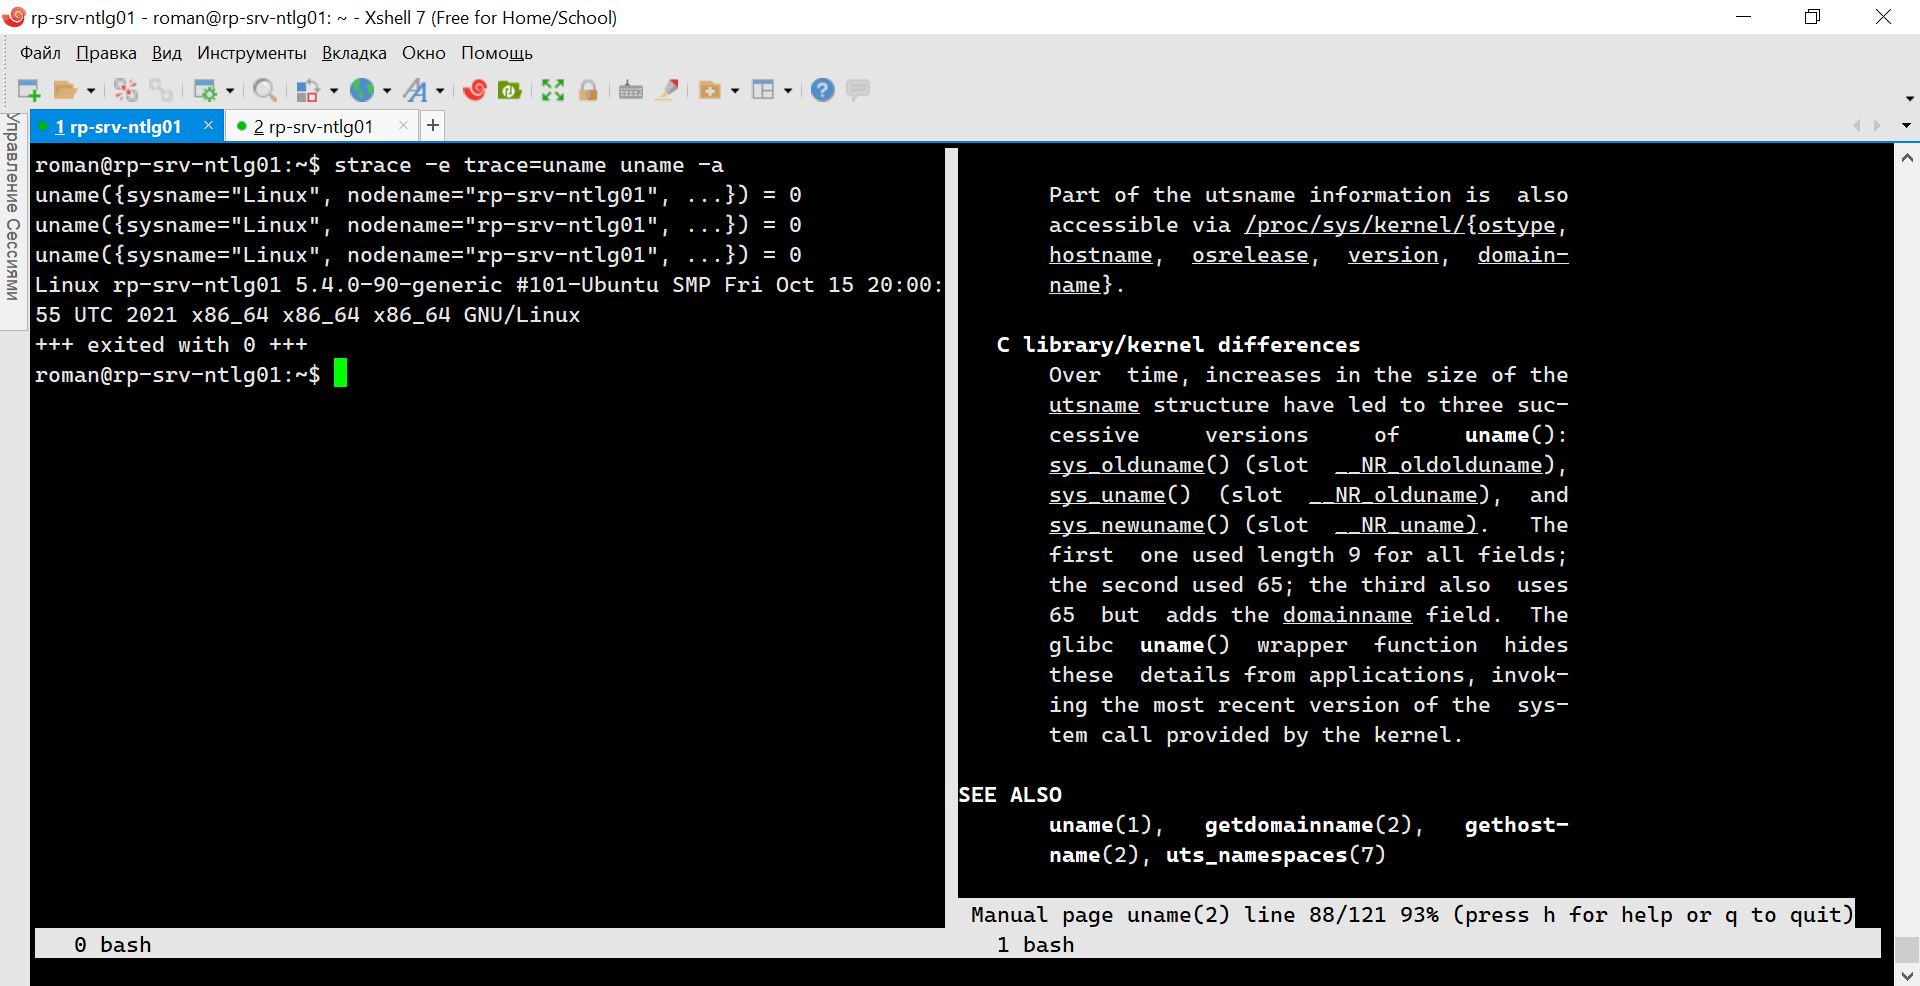 rp-srv-ntlg01 - roman@rp-srv-ntlg01: ~ - Xshell 7 (Free for Home/School)
Файл Правка Вид Инструменты Вкладка Окно Помощь
Управление Сессиями
1 rp-srv-ntlg01 × 2 rp-srv-ntlg01 × +
roman@rp-srv-ntlg01:~$ strace -e trace=uname uname -a
uname({sysname="Linux", nodename="rp-srv-ntlg01", ...}) = 0
uname({sysname="Linux", nodename="rp-srv-ntlg01", ...}) = 0
uname({sysname="Linux", nodename="rp-srv-ntlg01", ...}) = 0
Linux rp-srv-ntlg01 5.4.0-90-generic #101-Ubuntu SMP Fri Oct 15 20:00:
55 UTC 2021 x86_64 x86_64 x86_64 GNU/Linux
+++ exited with 0 +++
roman@rp-srv-ntlg01:~$
Part of the utsname information is also
accessible via /proc/sys/kernel/{ostype,
hostname, osrelease, version, domain-
name}.
C library/kernel differences
Over time, increases in the size of the
utsname structure have led to three suc-
cessive versions of uname():
sys_olduname() (slot __NR_oldolduname),
sys_uname() (slot __NR_olduname), and
sys_newuname() (slot __NR_uname). The
first one used length 9 for all fields;
the second used 65; the third also uses
65 but adds the domainname field. The
glibc uname() wrapper function hides
these details from applications, invok-
ing the most recent version of the sys-
tem call provided by the kernel.
SEE ALSO
uname(1), getdomainname(2), gethost-
name(2), uts_namespaces(7)
Manual page uname(2) line 88/121 93% (press h for help or q to quit)
0 bash
1 bash